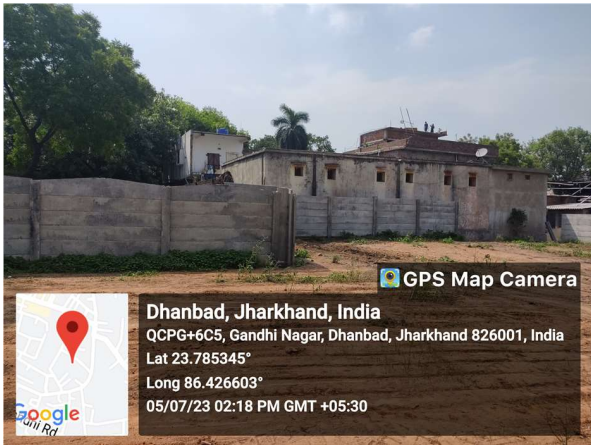 GPS Map Camera
Dhanbad, Jharkhand, India
QCPG+6C5, Gandhi Nagar, Dhanbad, Jharkhand 826001, India
Lat 23.785345°
Long 86.426603°
05/07/23 02:18 PM GMT +05:30
Google
Rd